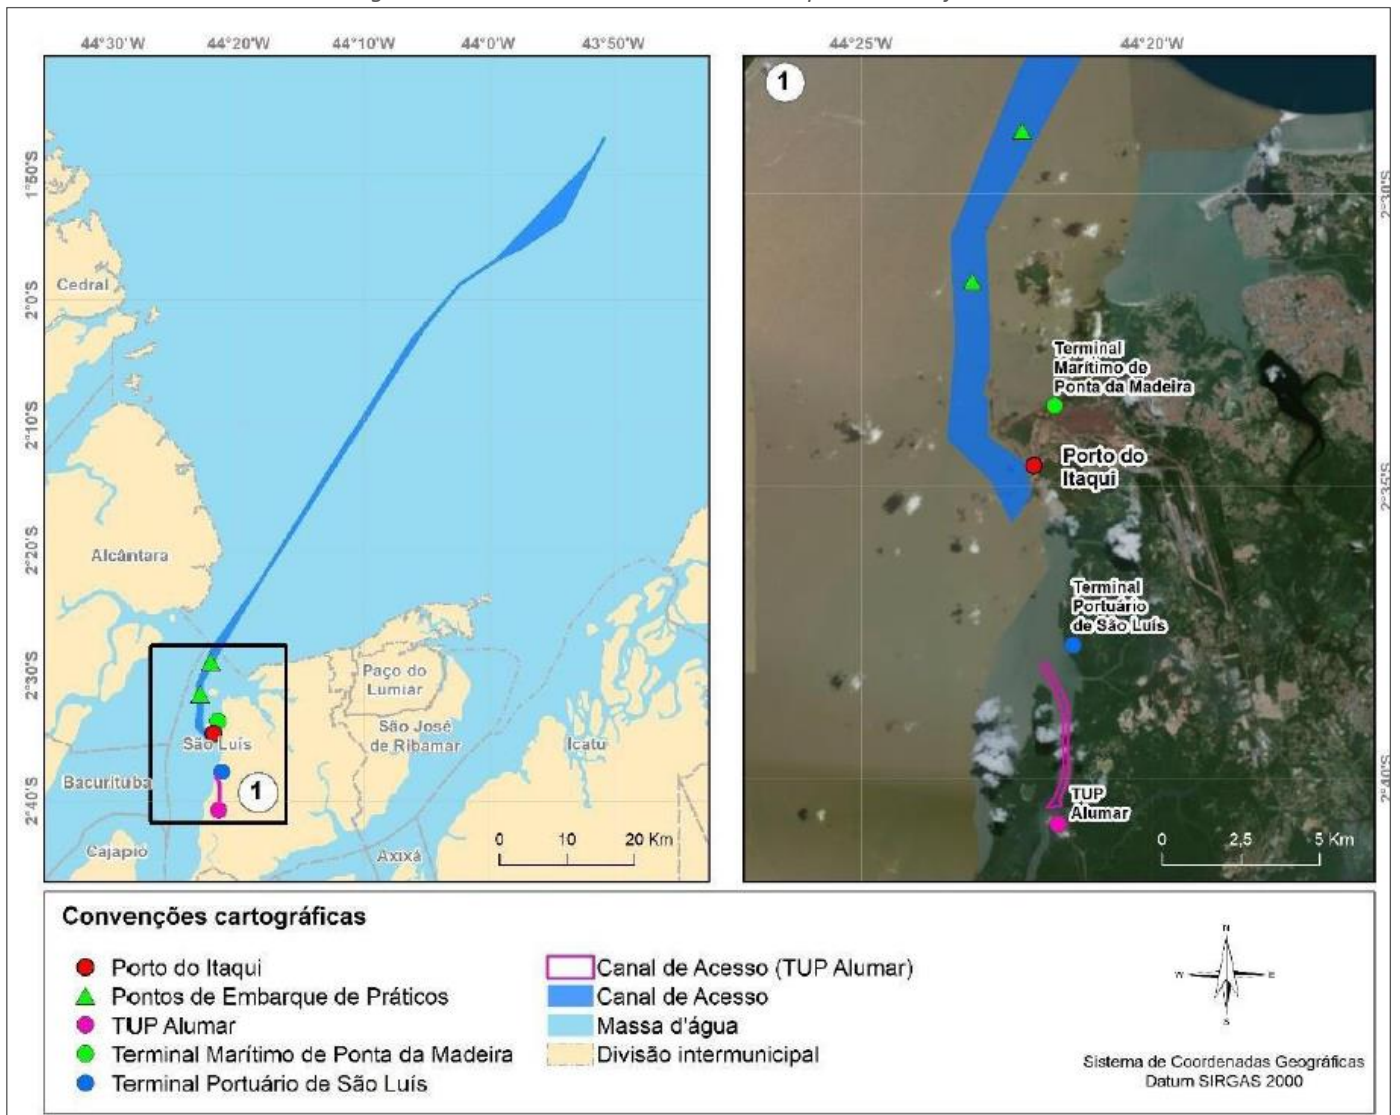 44°30'W 44°20'W 44°10'W 44°0'W 43°50'W
44°25'W 44°20'W
1
1°50'S
2°0'S
2°10'S
2°20'S
2°30'S
2°40'S
Cedral
Alcântara
Paço do
Lumiar
São José
de Ribamar
São Luís
Icatu
Bacurituba
Cajapió
Axixá
1
0 10 20 Km
2°30'S
2°35'S
2°40'S
Terminal
Marítimo de
Ponta da Madeira
Porto do
Itaqui
Terminal
Portuário
de São Luís
TUP
Alumar
0 2,5 5 Km
Convenções cartográficas
Porto do Itaqui
Pontos de Embarque de Práticos
TUP Alumar
Terminal Marítimo de Ponta da Madeira
Terminal Portuário de São Luís
Canal de Acesso (TUP Alumar)
Canal de Acesso
Massa d'água
Divisão intermunicipal
N
W E
S
Sistema de Coordenadas Geográficas
Datum SIRGAS 2000